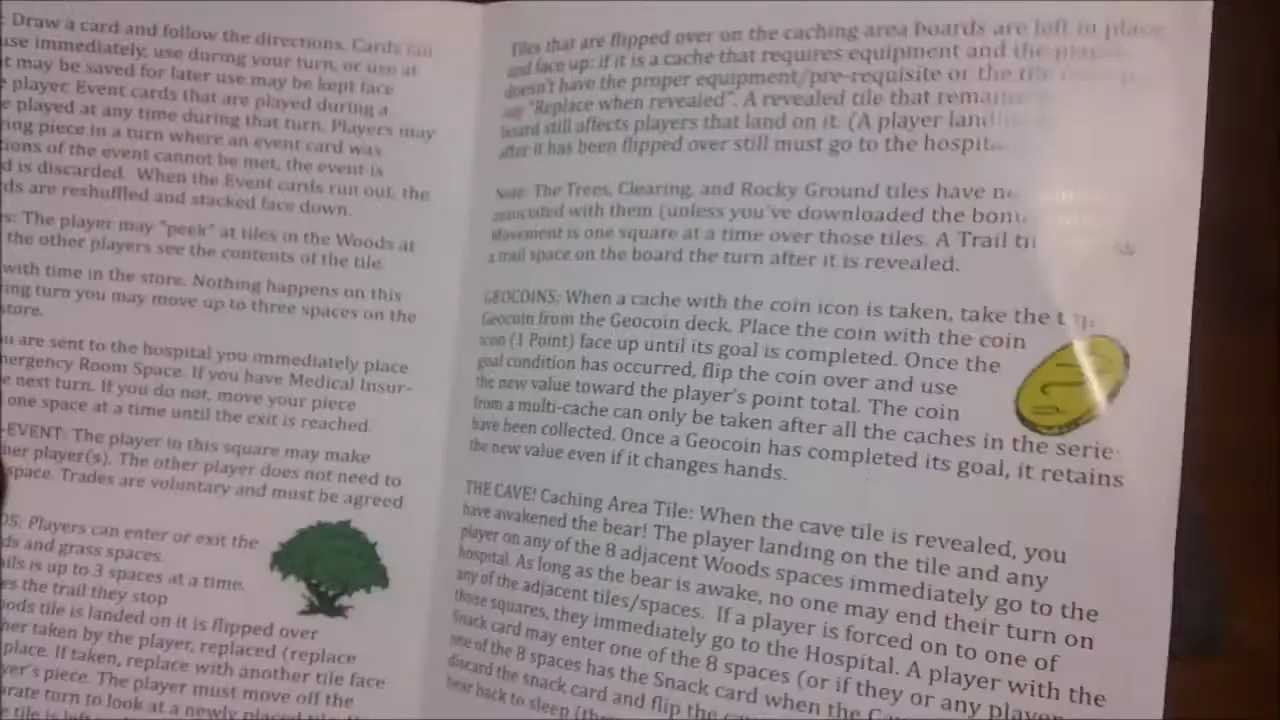 : Draw a card and follow the directions. Cards can
use immediately, use during your turn, or use at
t may be saved for later use may be kept face
e player. Event cards that are played during a
e played at any time during that turn. Players may
ring piece in a turn where an event card was
ions of the event cannot be met, the event is
d is discarded. When the Event cards run out, the
ds are reshuffled and stacked face down.
s: The player may "peek" at tiles in the Woods at
the other players see the contents of the tile.
with time in the store. Nothing happens on this
ring turn you may move up to three spaces on the
store.
u are sent to the hospital you immediately place
mergency Room Space. If you have Medical Insur-
e next turn. If you do not, move your piece
one space at a time until the exit is reached.
-EVENT: The player in this square may make
her player(s). The other player does not need to
space. Trades are voluntary and must be agreed
DS: Players can enter or exit the
ds and grass spaces.
ails is up to 3 spaces at a time.
es the trail they stop
oods tile is landed on it is flipped over
her taken by the player, replaced (replace
place. If taken, replace with another tile face
yer's piece. The player must move off the
arate turn to look at a newly placed tile
e tile is left
Tiles that are flipped over on the caching area boards are left in place
and face up: if it is a cache that requires equipment and the
doesn't have the proper equipment/pre-requisite or the
say "Replace when revealed". A revealed tile that
board still affects players that land on it. (A player
after it has been flipped over still must go to the
Note: The Trees, Clearing, and Rocky Ground tiles have
associated with them (unless you've downloaded the
Movement is one square at a time over those tiles. A Trail
a trail space on the board the turn after it is revealed.
GEOCOINS: When a cache with the coin icon is taken, take the
Geocoin from the Geocoin deck. Place the coin with the coin
icon (1 Point) face up until its goal is completed. Once the
goal condition has occurred, flip the coin over and use
the new value toward the player's point total. The coin
from a multi-cache can only be taken after all the caches in the serie
have been collected. Once a Geocoin has completed its goal, it retains
the new value even if it changes hands.
THE CAVE! Caching Area Tile: When the cave tile is revealed, you
have awakened the bear! The player landing on the tile and any
player on any of the 8 adjacent Woods spaces immediately go to the
hospital. As long as the bear is awake, no one may end their turn on
any of the adjacent tiles/spaces. If a player is forced on to one of
those squares, they immediately go to the Hospital. A player with the
Snack card may enter one of the 8 spaces (or if they or any player
one of the 8 spaces has the Snack card when the
discard the snack card and flip the
bear back to sleep